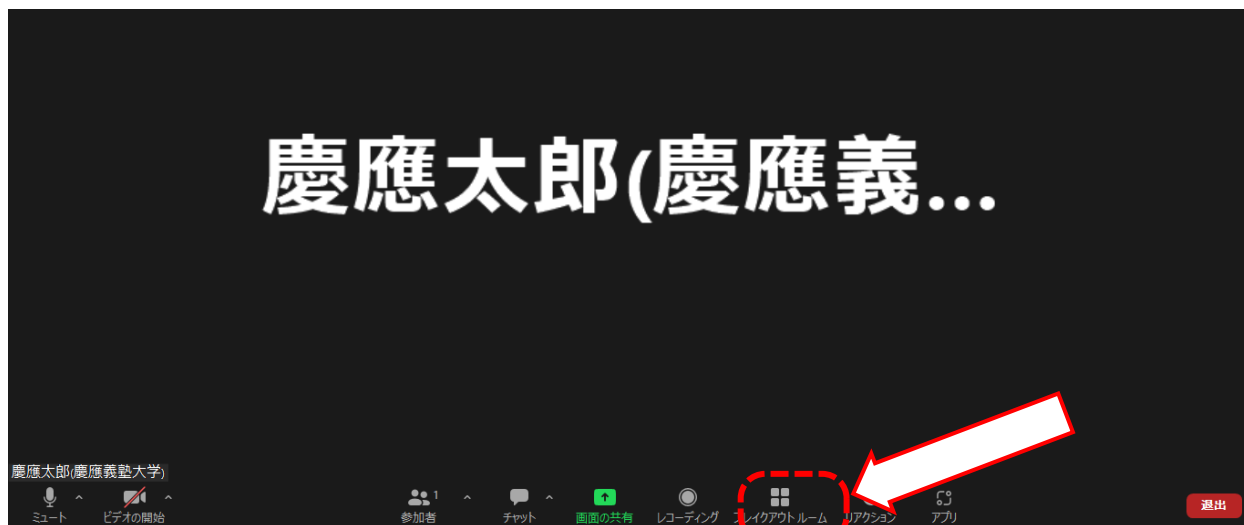 慶應太郎(慶應義...
慶應太郎(慶應義塾大学)
1
ミュート
ビデオの開始
参加者
チャット
画面の共有
レコーディング
ブレイクアウト ルーム
リアクション
アプリ
退出